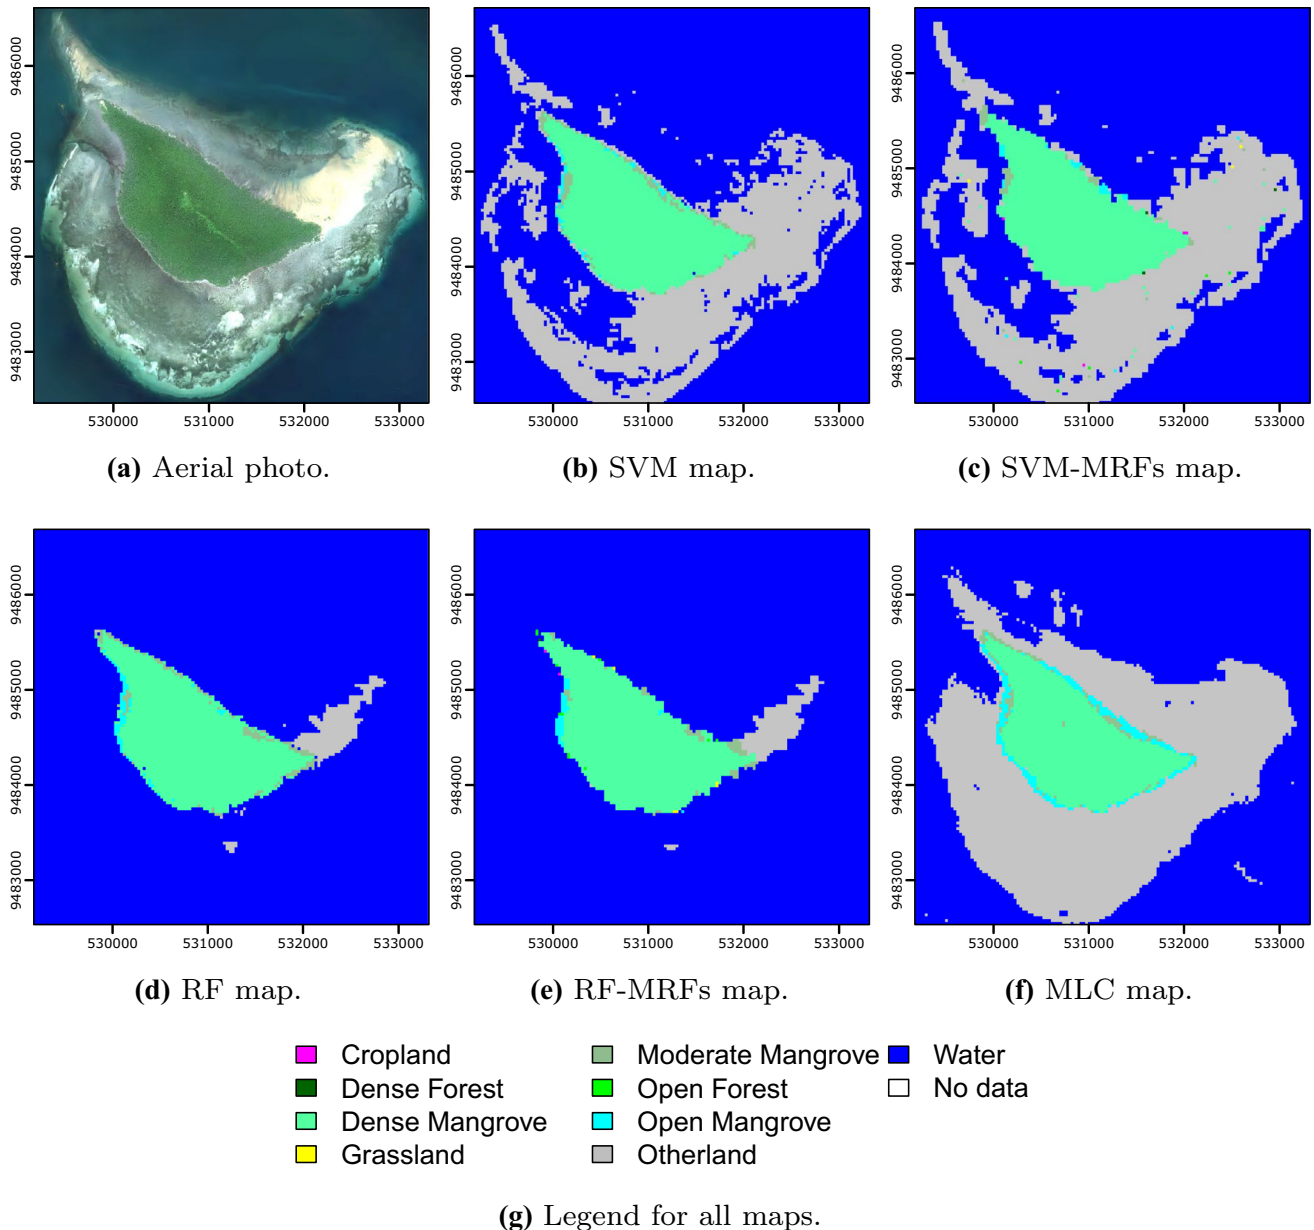 9486000
9485000
9484000
9483000
530000 531000 532000 533000
9486000
9485000
9484000
9483000
530000 531000 532000 533000
9486000
9485000
9484000
9483000
530000 531000 532000 533000
(a) Aerial photo.
(b) SVM map.
(c) SVM-MRFs map.
9486000
9485000
9484000
9483000
530000 531000 532000 533000
9486000
9485000
9484000
9483000
530000 531000 532000 533000
9486000
9485000
9484000
9483000
530000 531000 532000 533000
(d) RF map.
(e) RF-MRFs map.
(f) MLC map.
Cropland
Dense Forest
Dense Mangrove
Grassland
Moderate Mangrove
Open Forest
Open Mangrove
Otherland
Water
No data
(g) Legend for all maps.